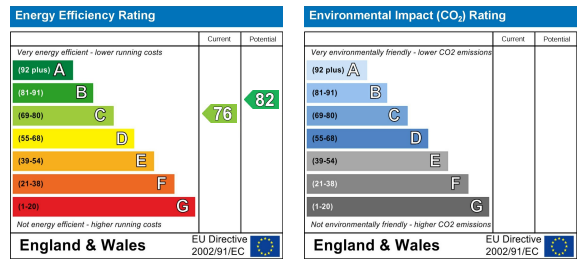 Energy Efficiency Rating
Current
Potential
Very energy efficient - lower running costs
(92 plus) A
(81-91) B
(69-80) C
(55-68) D
(39-54) E
(21-38) F
(1-20) G
76
82
Not energy efficient - higher running costs
England & Wales
EU Directive
2002/91/EC
Environmental Impact (CO₂) Rating
Current
Potential
Very environmentally friendly - lower CO2 emissions
(92 plus) A
(81-91) B
(69-80) C
(55-68) D
(39-54) E
(21-38) F
(1-20) G
Not environmentally friendly - higher CO2 emissions
England & Wales
EU Directive
2002/91/EC